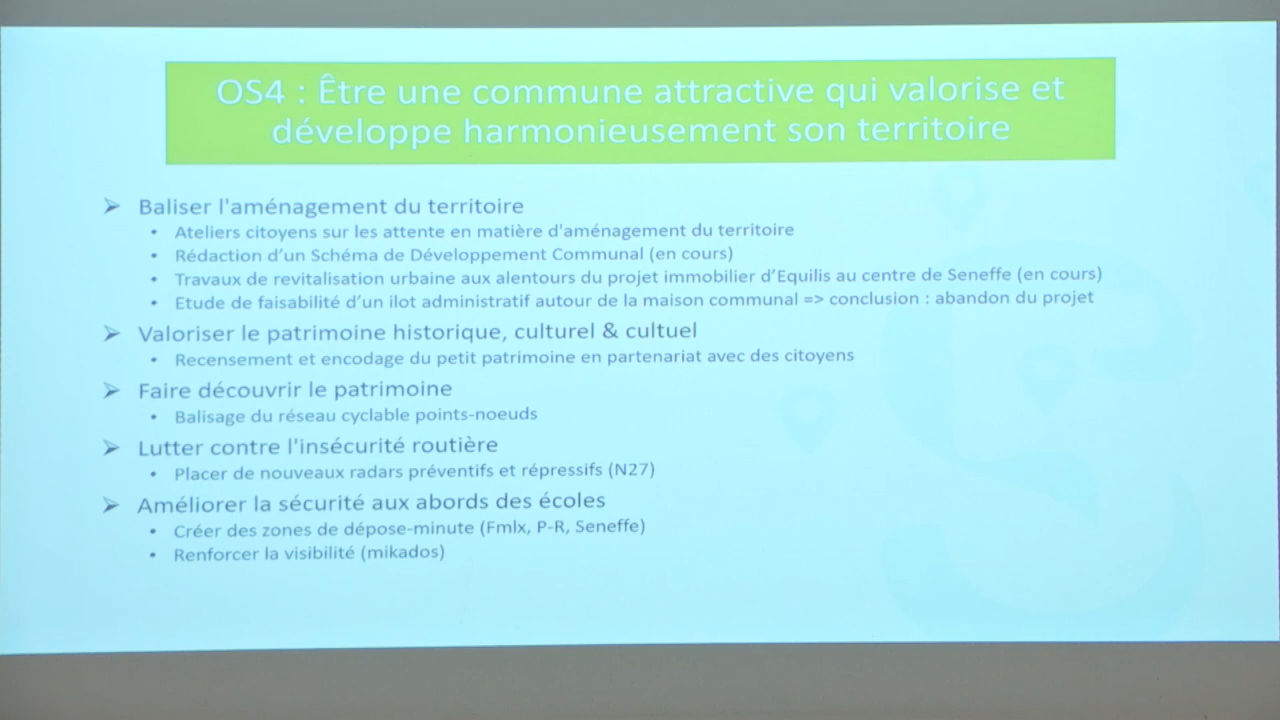 OS4 : Être une commune attractive qui valorise et
développe harmonieusement son territoire
➢ Baliser l'aménagement du territoire
• Ateliers citoyens sur les attente en matière d'aménagement du territoire
• Rédaction d’un Schéma de Développement Communal (en cours)
• Travaux de revitalisation urbaine aux alentours du projet immobilier d’Equilis au centre de Seneffe (en cours)
• Etude de faisabilité d’un ilot administratif autour de la maison communal => conclusion : abandon du projet
➢ Valoriser le patrimoine historique, culturel & cultuel
• Recensement et encodage du petit patrimoine en partenariat avec des citoyens
➢ Faire découvrir le patrimoine
• Balisage du réseau cyclable points-noeuds
➢ Lutter contre l'insécurité routière
• Placer de nouveaux radars préventifs et répressifs (N27)
➢ Améliorer la sécurité aux abords des écoles
• Créer des zones de dépose-minute (Fmlx, P-R, Seneffe)
• Renforcer la visibilité (mikados)